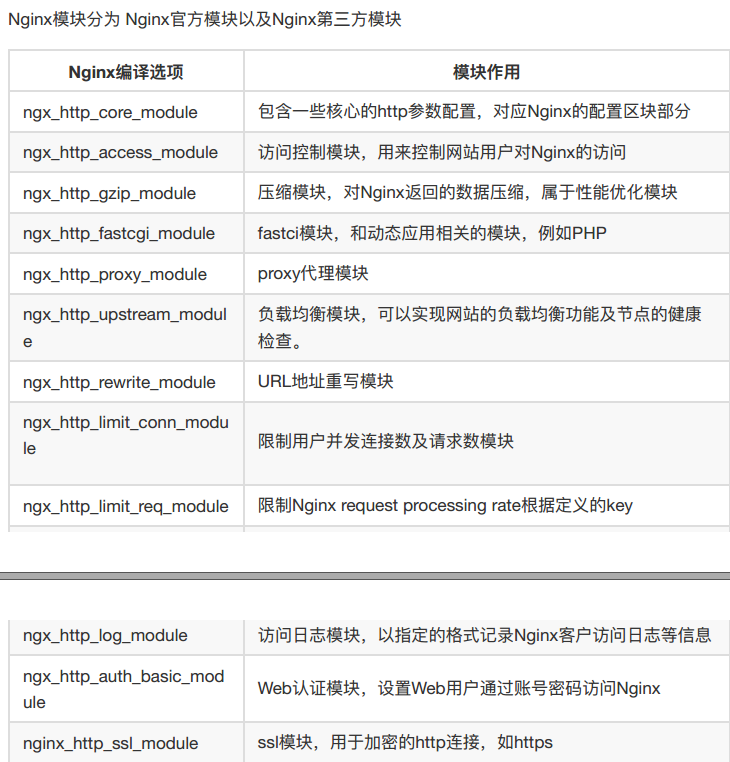 Nginx模块分为 Nginx官方模块以及Nginx第三方模块
Nginx编译选项 模块作用
ngx_http_core_module 包含一些核心的http参数配置，对应Nginx的配置区块部分
ngx_http_access_module 访问控制模块，用来控制网站用户对Nginx的访问
ngx_http_gzip_module 压缩模块，对Nginx返回的数据压缩，属于性能优化模块
ngx_http_fastcgi_module fastci模块，和动态应用相关的模块，例如PHP
ngx_http_proxy_module proxy代理模块
ngx_http_upstream_modul
e
负载均衡模块，可以实现网站的负载均衡功能及节点的健康
检查。
ngx_http_rewrite_module URL地址重写模块
ngx_http_limit_conn_modu
le
限制用户并发连接数及请求数模块
ngx_http_limit_req_module 限制Nginx request processing rate根据定义的key
ngx_http_log_module 访问日志模块，以指定的格式记录Nginx客户访问日志等信息
ngx_http_auth_basic_mod
ule
Web认证模块，设置Web用户通过账号密码访问Nginx
nginx_http_ssl_module ssl模块，用于加密的http连接，如https